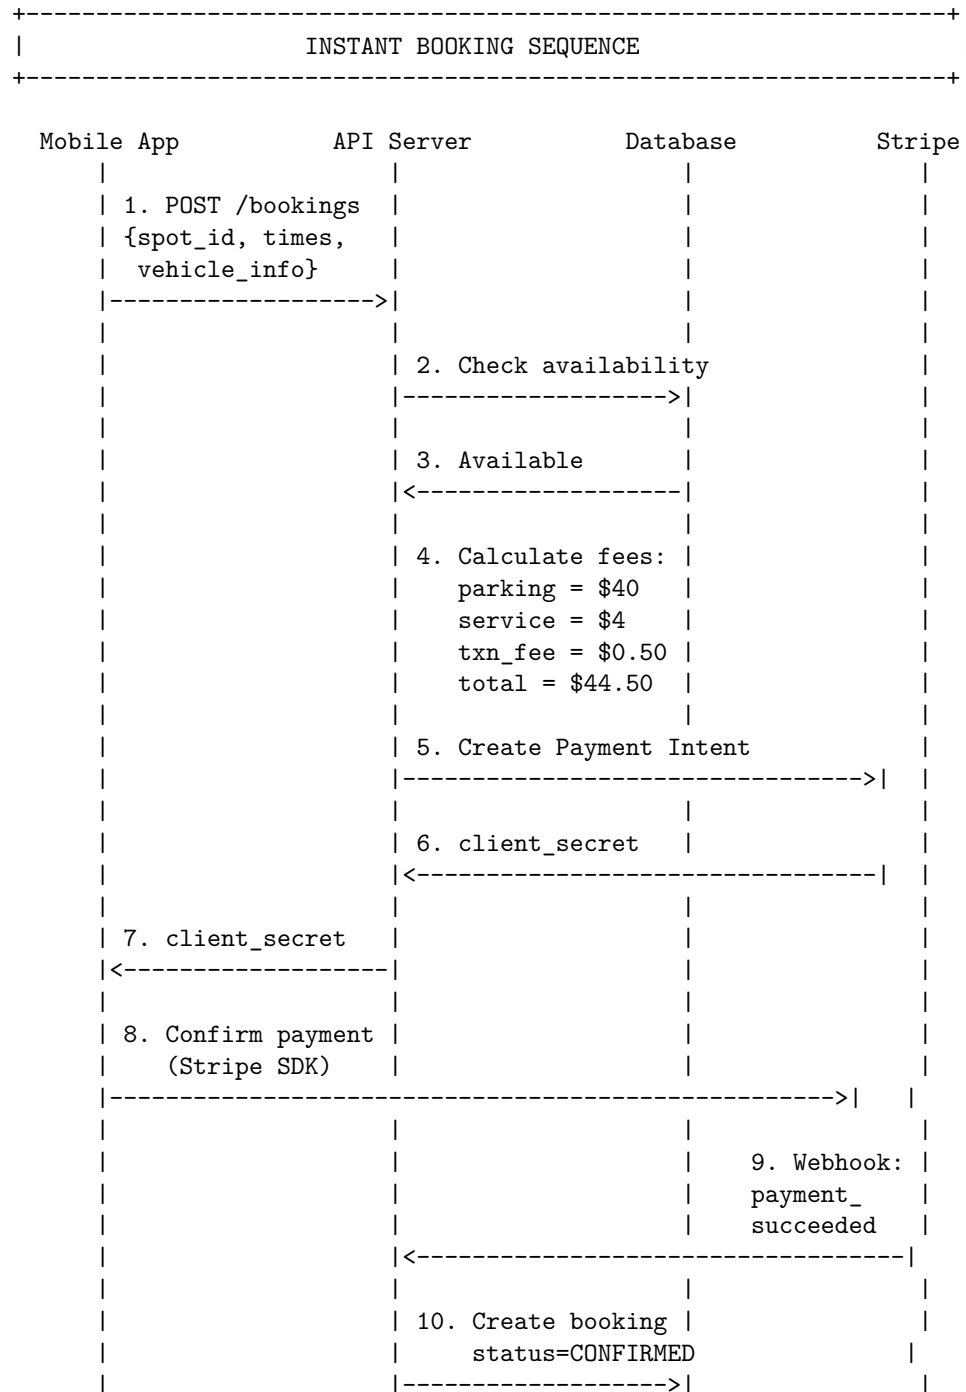 INSTANT BOOKING SEQUENCE
Mobile App API Server Database Stripe
1. POST /bookings
{spot_id, times,
vehicle_info}
2. Check availability
3. Available
4. Calculate fees:
parking = $40
service = $4
txn_fee = $0.50
total = $44.50
5. Create Payment Intent
6. client_secret
7. client_secret
8. Confirm payment
(Stripe SDK)
9. Webhook:
payment_
succeeded
10. Create booking
status=CONFIRMED